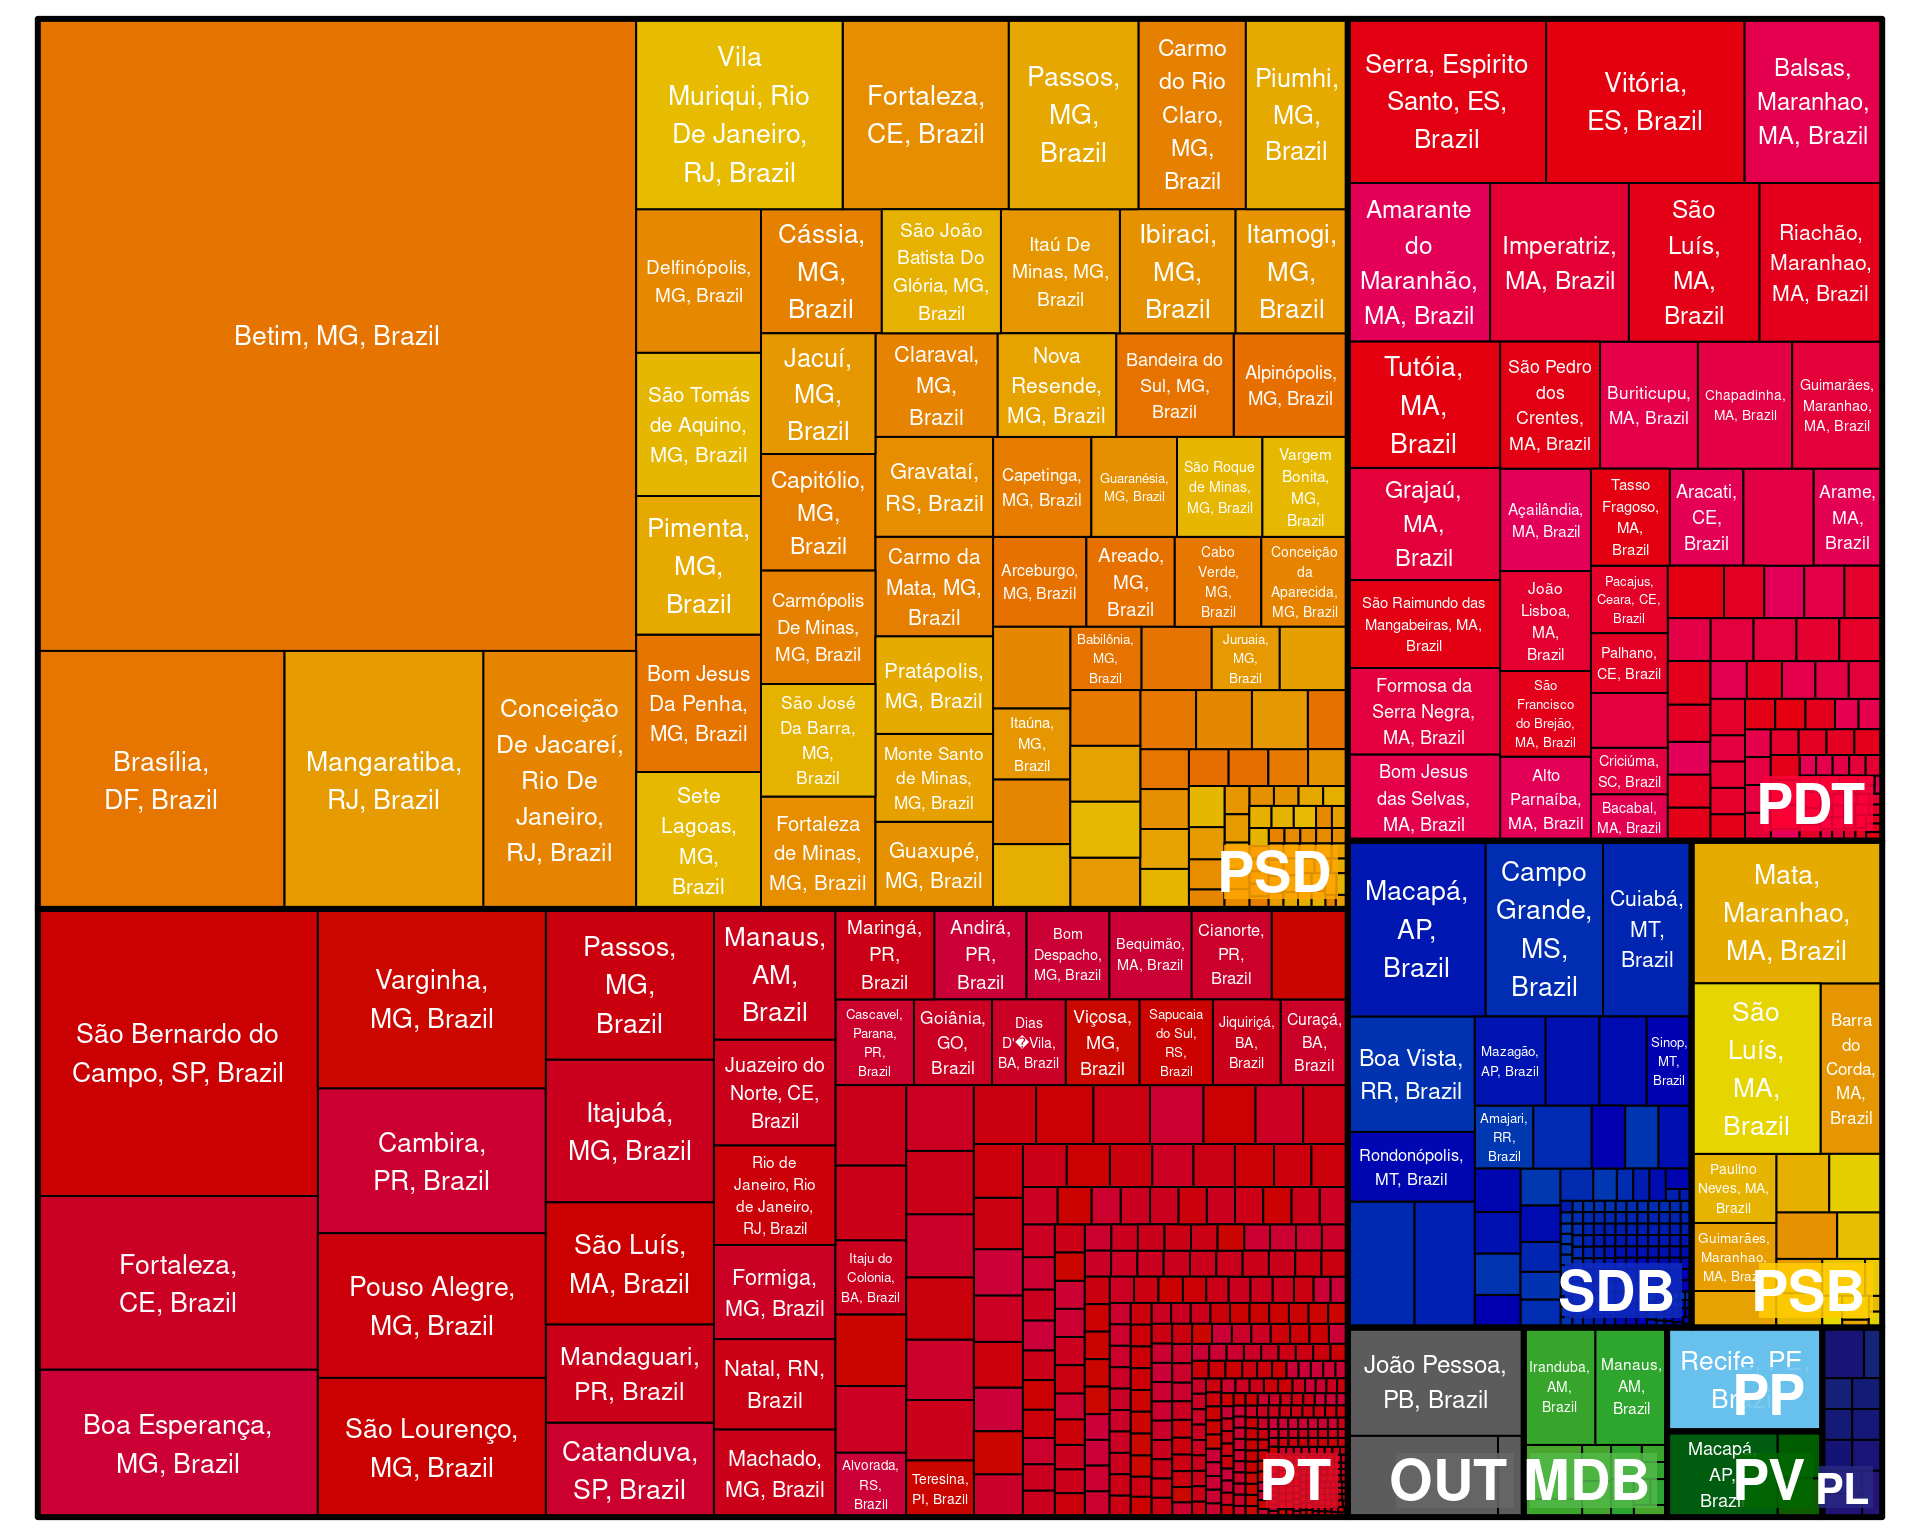 Betim, MG, Brazil
Brasília,
DF, Brazil
Mangaratiba,
RJ, Brazil
Conceição
De Jacareí,
Rio De
Janeiro,
RJ, Brazil
Vila
Muriqui, Rio
De Janeiro,
RJ, Brazil
Fortaleza,
CE, Brazil
Passos,
MG,
Brazil
Carmo
do Rio
Claro,
MG,
Brazil
Piumhi,
MG,
Brazil
Delfinópolis,
MG, Brazil
São Tomás
de Aquino,
MG, Brazil
Pimenta,
MG,
Brazil
Bom Jesus
Da Penha,
MG, Brazil
Sete
Lagoas,
MG,
Brazil
Cássia,
MG,
Brazil
São João
Batista Do
Glória, MG,
Brazil
Itaú De
Minas, MG,
Brazil
Ibiraci,
MG,
Brazil
Itamogi,
MG,
Brazil
Jacuí,
MG,
Brazil
Capitólio,
MG,
Brazil
Carmópolis
De Minas,
MG, Brazil
São José
Da Barra,
MG,
Brazil
Fortaleza
de Minas,
MG, Brazil
Claraval,
MG,
Brazil
Nova
Resende,
MG, Brazil
Bandeira do
Sul, MG,
Brazil
Alpinópolis,
MG, Brazil
Gravataí,
RS, Brazil
Carmo da
Mata, MG,
Brazil
Pratápolis,
MG, Brazil
Monte Santo
de Minas,
MG, Brazil
Guaxupé,
MG, Brazil
Capetinga,
MG, Brazil
Guaranésia,
MG, Brazil
São Roque
de Minas,
MG, Brazil
Vargem
Bonita,
MG,
Brazil
Arceburgo,
MG, Brazil
Areado,
MG,
Brazil
Cabo
Verde,
MG,
Brazil
Conceição
da
Aparecida,
MG, Brazil
Babilônia,
MG,
Brazil
Juruaia,
MG,
Brazil
Itaúna,
MG,
Brazil
PSD
Serra, Espirito
Santo, ES,
Brazil
Vitória,
ES, Brazil
Balsas,
Maranhao,
MA, Brazil
Amarante
do
Maranhão,
MA, Brazil
Imperatriz,
MA, Brazil
São
Luís,
MA,
Brazil
Riachão,
Maranhao,
MA, Brazil
Tutóia,
MA,
Brazil
São Pedro
dos
Crentes,
MA, Brazil
Buriticupu,
MA, Brazil
Chapadinha,
MA, Brazil
Guimarães,
Maranhao,
MA, Brazil
Grajaú,
MA,
Brazil
São Raimundo das
Mangabeiras, MA,
Brazil
Formosa da
Serra Negra,
MA, Brazil
Bom Jesus
das Selvas,
MA, Brazil
Açailândia,
MA, Brazil
João
Lisboa,
MA,
Brazil
São
Francisco
do Brejão,
MA, Brazil
Alto
Parnaíba,
MA, Brazil
Tasso
Fragoso,
MA,
Brazil
Aracati,
CE,
Brazil
Arame,
MA,
Brazil
Pacajus,
Ceara, CE,
Brazil
Palhano,
CE, Brazil
Criciúma,
SC, Brazil
Bacabal,
MA, Brazil
PDT
São Bernardo do
Campo, SP, Brazil
Fortaleza,
CE, Brazil
Boa Esperança,
MG, Brazil
Varginha,
MG, Brazil
Cambira,
PR, Brazil
Pouso Alegre,
MG, Brazil
São Lourenço,
MG, Brazil
Passos,
MG,
Brazil
Itajubá,
MG, Brazil
São Luís,
MA, Brazil
Mandaguari,
PR, Brazil
Catanduva,
SP, Brazil
Manaus,
AM,
Brazil
Juazeiro do
Norte, CE,
Brazil
Rio de
Janeiro, Rio
de Janeiro,
RJ, Brazil
Formiga,
MG, Brazil
Natal, RN,
Brazil
Machado,
MG, Brazil
Maringá,
PR,
Brazil
Andirá,
PR,
Brazil
Bom
Despacho,
MG, Brazil
Bequimão,
MA, Brazil
Cianorte,
PR,
Brazil
Cascavel,
Parana,
PR,
Brazil
Goiânia,
GO,
Brazil
Dias
D'�Vila,
BA, Brazil
Viçosa,
MG,
Brazil
Sapucaia
do Sul,
RS,
Brazil
Jiquiriçá,
BA,
Brazil
Curaçá,
BA,
Brazil
Itaju do
Colonia,
BA, Brazil
Alvorada,
RS,
Brazil
Teresina,
PI, Brazil
PT
Macapá,
AP,
Brazil
Campo
Grande,
MS,
Brazil
Cuiabá,
MT,
Brazil
Boa Vista,
RR, Brazil
Rondonópolis,
MT, Brazil
Mazagão,
AP, Brazil
Sinop,
MT,
Brazil
Amajari,
RR,
Brazil
SDB
Mata,
Maranhao,
MA, Brazil
São
Luís,
MA,
Brazil
Barra
do
Corda,
MA,
Brazil
Paulino
Neves, MA,
Brazil
Guimarães,
Maranhao,
MA, Brazil
PSB
João Pessoa,
PB, Brazil
OUT
Iranduba,
AM,
Brazil
Manaus,
AM,
Brazil
MDB
Recife, PE,
Brazil
PP
Macapá,
AP,
Brazil
PV
PL